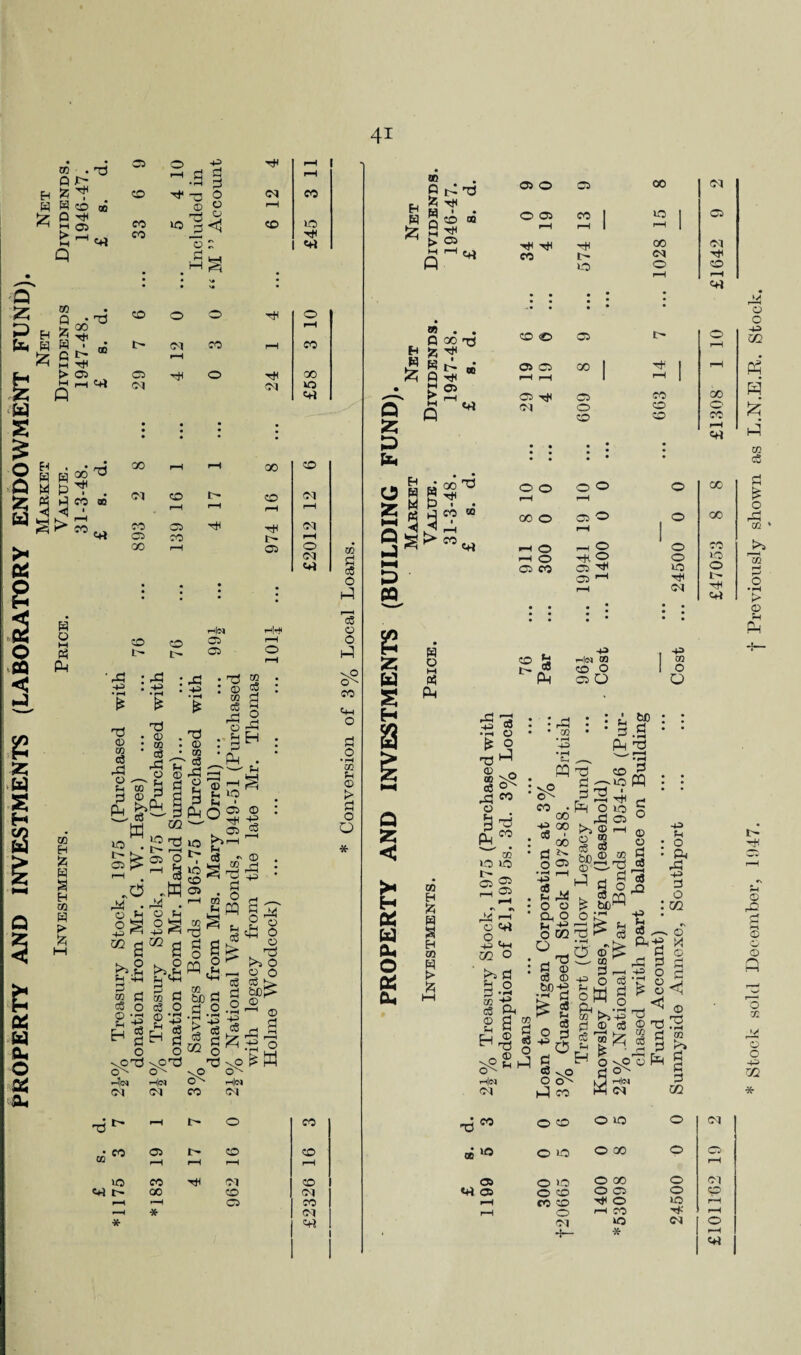 41
PROPERTY AND INVESTMENTS (LABORATORY ENDOWMENT FUND).
INVESTMENTS. PRICE. MARKET VALUE. NET DIVIDENDS NET DIVIDENDS.
31-3-48. 1947-48. 1946-47.
£ s. d. £ s. d. £ s. d. £ s. d.
*1175 3 7 2½% Treasury Stock, 1975 (Purchased with
donation from Mr. G. W. Hayes) ... 76 ... 893 2 8 ... 29 7 6 ... 33 6 9
*183 19 1 2½% Treasury Stock, 1975 (Purchased with
donation from Mr. Harold Sumner)... 76 139 16 1 4 12 0 5 4 10
4 17 7 3% Savings Bonds 1965-75 (Purchased with
donation from Mrs. Mary Orrell)... 99½ 4 17 1 0 3 0 Included in
“M” Account
962 16 0 2½% National War Bonds, 1949-51 (Purchased
with legacy from the late Mr. Thomas
Holme Woodcock) ... 101¼ ... 974 16 8 ... 24 1 4 ... 6 12 4
£2326 16 3 £2012 12 6 £58 3 10 £45 3 11
* Conversion of 3% Local Loans.
PROPERTY AND INVESTMENTS (BUILDING FUND).
INVESTMENTS. PRICE. MARKET VALUE. NET DIVIDENDS. NET DIVIDENDS.
31-3-48. 1947-48. 1946-47.
£ s. d. £ s. d. £ s. d. £ s. d.
1199 5 3 2½% Treasury Stock, 1975 (Purchased with
redemption of £1,199 5s. 3d. 3% Local
Loans ... 76 ... 911 8 10 ... 29 19 6 ... 34 0 9
300 0 0 Loan to Wigan Corporation at 3% ... Par ... 300 0 0 ... 4 19 0 ... 4 19 0
†20665 5 6 3% Guaranteed Stock 1978-88. British
Transport (Gidlow Legacy Fund) ... 96½ ... 19941 19 10 ... 609 8 9 ... 574 13 9
1400 0 0 Knowsley House, Wigan (leasehold) ... Cost ... 1400 0 0 — —
*53098 8 5 2½% National War Bonds 1954-56 (Purchased
with part balance on Building
Fund Account) ... — — ... 663 14 7 ... 1028 15 8
24500 0 0 Sunnyside Annexe, Southport ... Cost ... 24500 0 0 — —
£101162 19 2 £47053 8 8 £1308 1 10 £1642 9 2
* Stock sold December, 1947. † Previously shown as L.N.E.R. Stock.